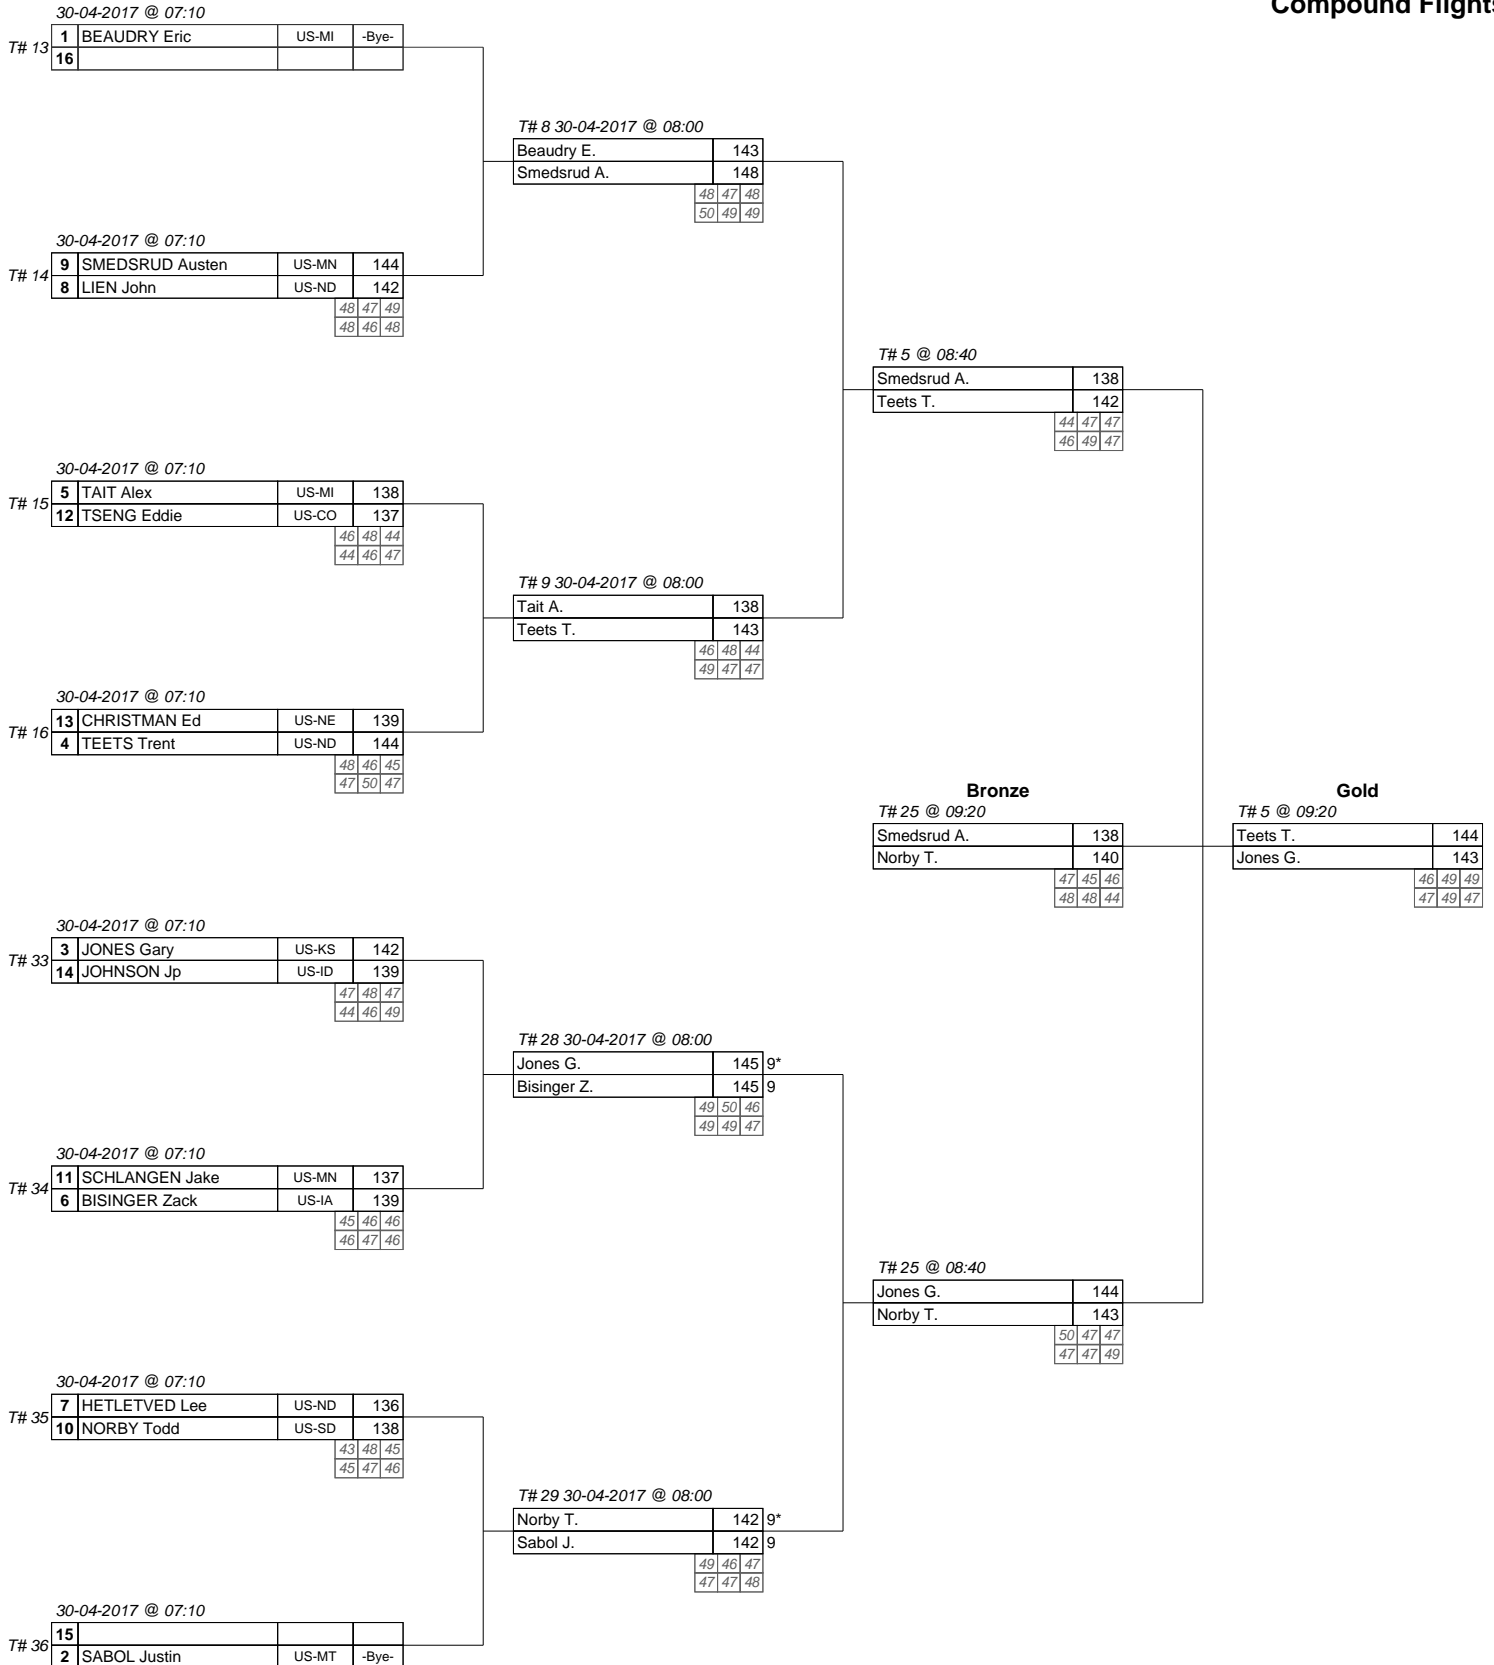 Compound Flights
30-04-2017 @ 07:10
T# 13
1 BEAUDRY Eric US-MI -Bye-
16
T# 8 30-04-2017 @ 08:00
Beaudry E. 143
Smedsrud A. 148
48 47 48
50 49 49
30-04-2017 @ 07:10
T# 14
9 SMEDSRUD Austen US-MN 144
8 LIEN John US-ND 142
48 47 49
48 46 48
T# 5 @ 08:40
Smedsrud A. 138
Teets T. 142
44 47 47
46 49 47
30-04-2017 @ 07:10
T# 15
5 TAIT Alex US-MI 138
12 TSENG Eddie US-CO 137
46 48 44
44 46 47
T# 9 30-04-2017 @ 08:00
Tait A. 138
Teets T. 143
46 48 44
49 47 47
30-04-2017 @ 07:10
T# 16
13 CHRISTMAN Ed US-NE 139
4 TEETS Trent US-ND 144
48 46 45
47 50 47
Bronze
T# 25 @ 09:20
Smedsrud A. 138
Norby T. 140
47 45 46
48 48 44
Gold
T# 5 @ 09:20
Teets T. 144
Jones G. 143
46 49 49
47 49 47
30-04-2017 @ 07:10
T# 33
3 JONES Gary US-KS 142
14 JOHNSON Jp US-ID 139
47 48 47
44 46 49
T# 28 30-04-2017 @ 08:00
Jones G. 145 9*
Bisinger Z. 145 9
49 50 46
49 49 47
30-04-2017 @ 07:10
T# 34
11 SCHLANGEN Jake US-MN 137
6 BISINGER Zack US-IA 139
45 46 46
46 47 46
T# 25 @ 08:40
Jones G. 144
Norby T. 143
50 47 47
47 47 49
30-04-2017 @ 07:10
T# 35
7 HETLETVED Lee US-ND 136
10 NORBY Todd US-SD 138
43 48 45
45 47 46
T# 29 30-04-2017 @ 08:00
Norby T. 142 9*
Sabol J. 142 9
49 46 47
47 47 48
30-04-2017 @ 07:10
T# 36
15
2 SABOL Justin US-MT -Bye-